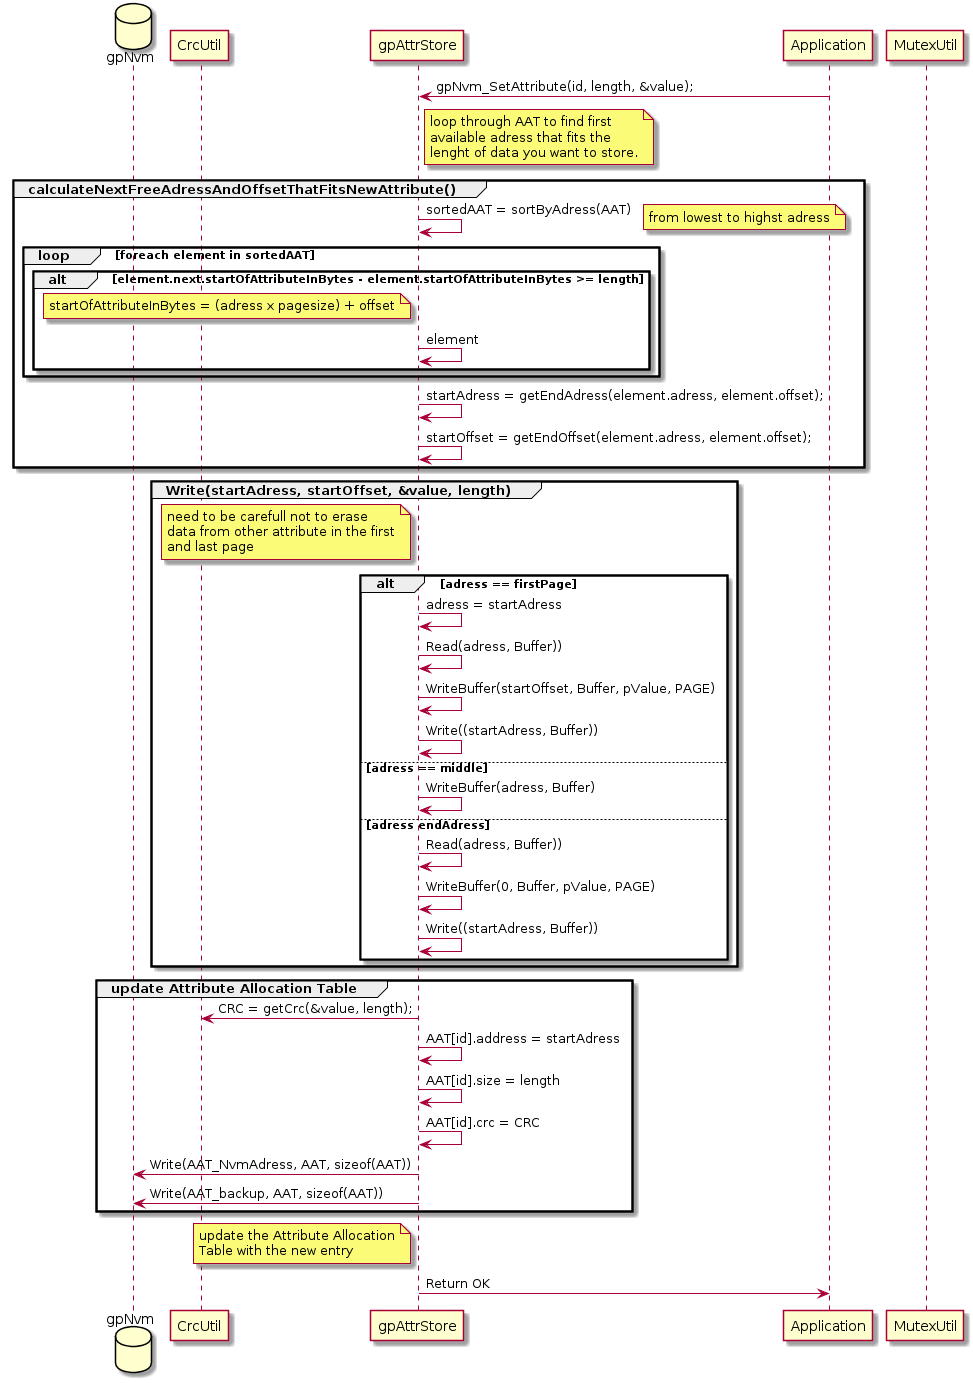 gpNvm
CrcUtil
gpAttrStore
Application
MutexUtil
gpNvm_SetAttribute(id, length, &value);
loop through AAT to find first
available adress that fits the
lenght of data you want to store.
calculateNextFreeAdressAndOffsetThatFitsNewAttribute()
sortedAAT = sortByAdress(AAT)
from lowest to highst adress
loop
[foreach element in sortedAAT]
alt
[element.next.startOfAttributeInBytes - element.startOfAttributeInBytes >= length]
startOfAttributeInBytes = (adress x pagesize) + offset
element
startAdress = getEndAdress(element.adress, element.offset);
startOffset = getEndOffset(element.adress, element.offset);
Write(startAdress, startOffset, &value, length)
need to be carefull not to erase
data from other attribute in the first
and last page
alt
[adress == firstPage]
adress = startAdress
Read(adress, Buffer))
WriteBuffer(startOffset, Buffer, pValue, PAGE)
Write((startAdress, Buffer))
[adress == middle]
WriteBuffer(adress, Buffer)
[adress endAdress]
Read(adress, Buffer))
WriteBuffer(0, Buffer, pValue, PAGE)
Write((startAdress, Buffer))
update Attribute Allocation Table
CRC = getCrc(&value, length);
AAT[id].address = startAdress
AAT[id].size = length
AAT[id].crc = CRC
Write(AAT_NvmAdress, AAT, sizeof(AAT))
Write(AAT_backup, AAT, sizeof(AAT))
update the Attribute Allocation
Table with the new entry
Return OK
gpNvm
CrcUtil
gpAttrStore
Application
MutexUtil